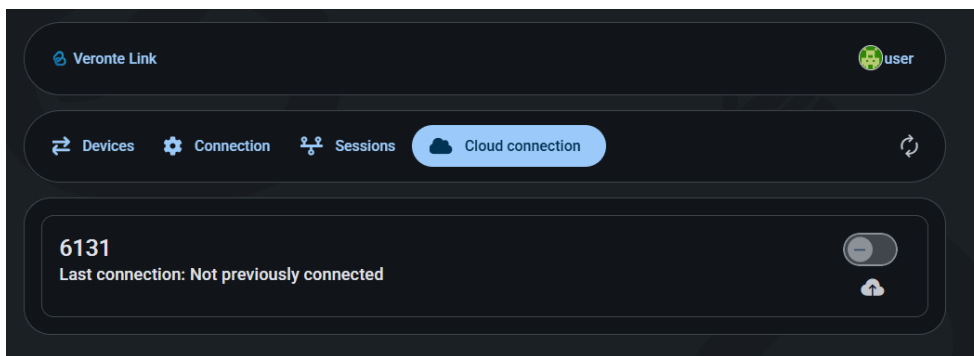 Veronte Link
user
Devices
Connection
Sessions
Cloud connection
6131
Last connection: Not previously connected